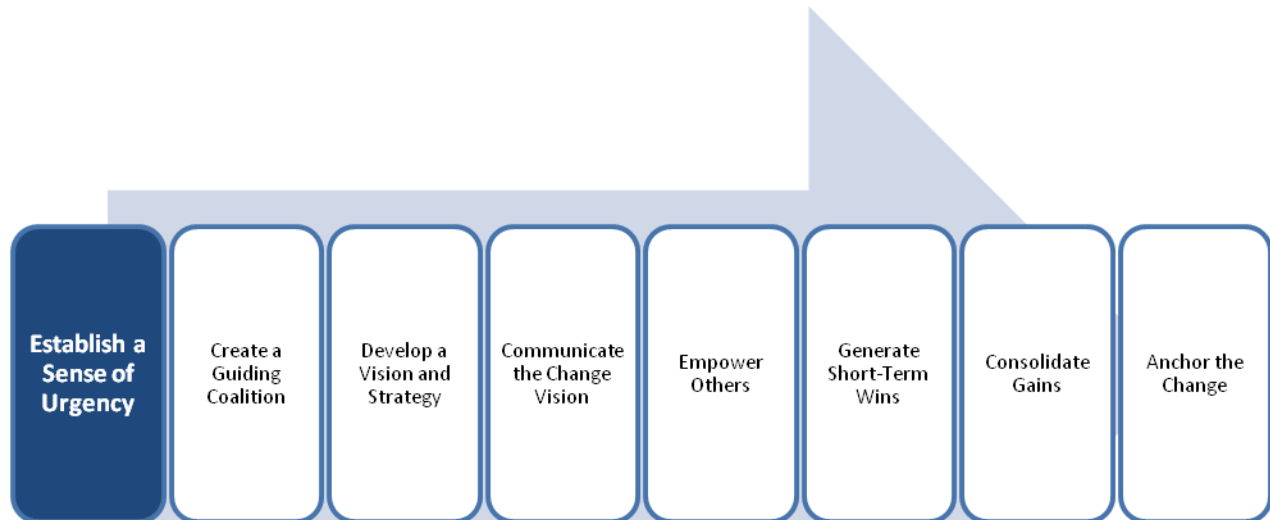 Establish a
Sense of
Urgency
Create a
Guiding
Coalition
Develop a
Vision and
Strategy
Communicate
the Change
Vision
Empower
Others
Generate
Short-Term
Wins
Consolidate
Gains
Anchor the
Change